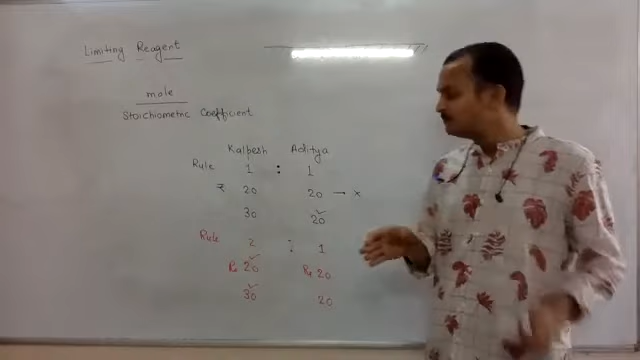 Limiting Reagent
mole
Stoichiometric Coefficient
Kalpesh Aditya
Rule 1 : 1
₹ 20 20 → x
30 20 ✓
Rule 2 : 1
Rs 20 ✓ Rs 20
30 ✓ 20